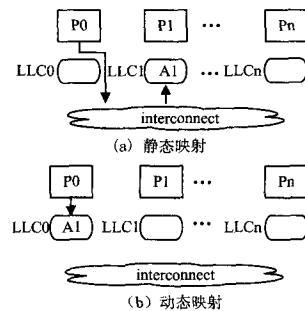 P0 P1 ··· Pn
LLC0 LLC1 A1 ··· LLCn
interconnect
(a) 静态映射
P0 P1 ··· Pn
LLC0 A1 LLC1 ··· LLCn
interconnect
(b) 动态映射